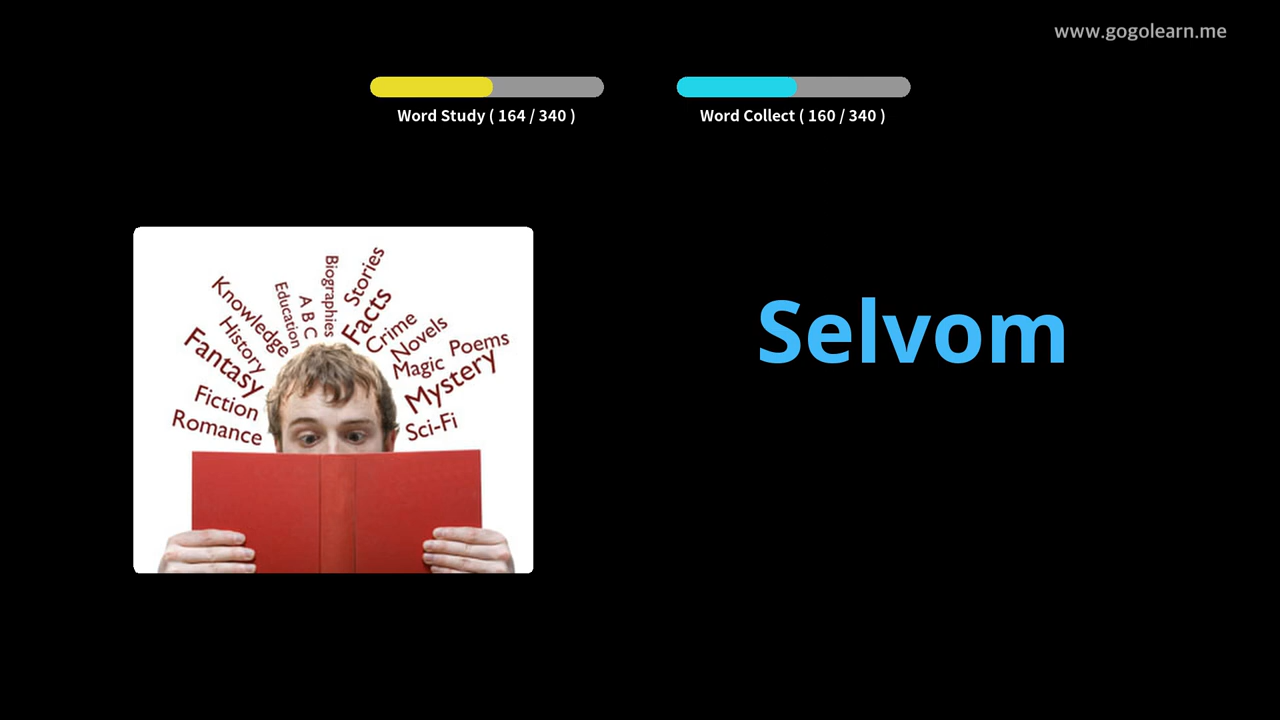 www.gogolearn.me
Word Study ( 164 / 340 )
Word Collect ( 160 / 340 )
Selvom
Biographies
Stories
Education
A B C
Facts
Knowledge
History
Crime
Novels
Poems
Fantasy
Magic
Mystery
Fiction
Romance
Sci-Fi